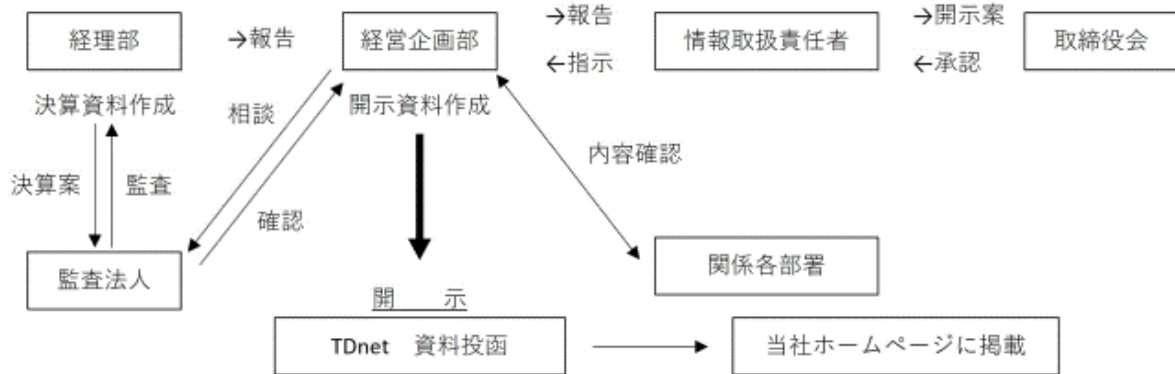 →報告
→報告
→開示案
経理部
経営企画部
情報取扱責任者
取締役会
←指示
←承認
決算資料作成
開示資料作成
相談
内容確認
決算案
監査
確認
監査法人
関係各部署
開　示
TDnet　資料投函
当社ホームページに掲載